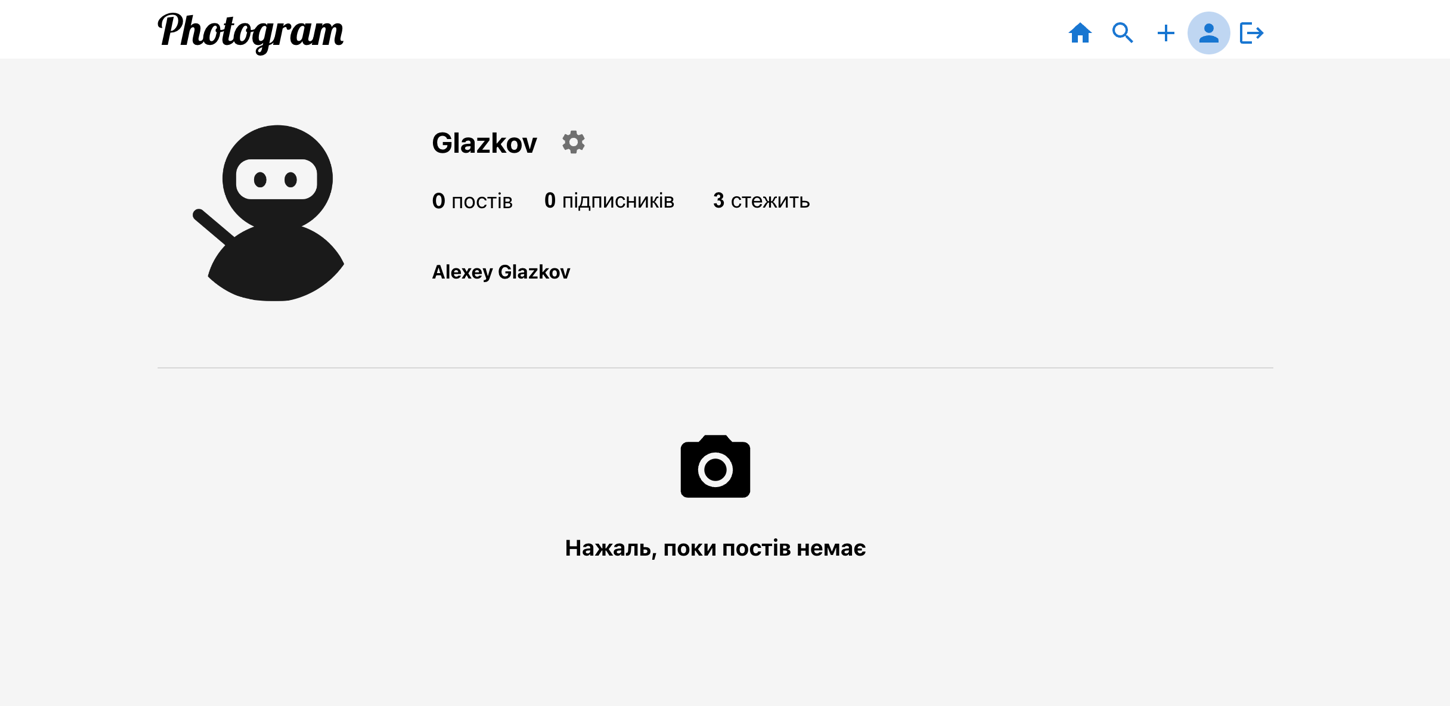 Photogram
Glazkov
0 постів 0 підписників 3 стежить
Alexey Glazkov
Нажаль, поки постів немає